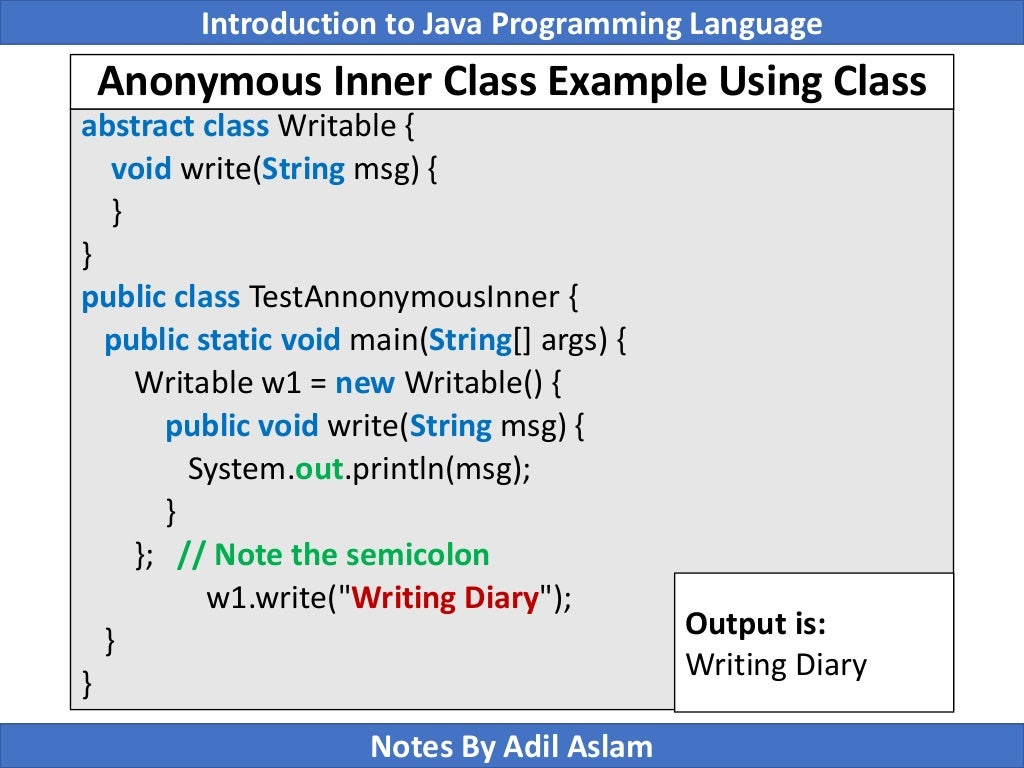 Introduction to Java Programming Language
Anonymous Inner Class Example Using Class
abstract class Writable {
void write(String msg) {
}
}
public class TestAnnonymousInner {
public static void main(String[] args) {
Writable w1 = new Writable() {
public void write(String msg) {
System.out.println(msg);
}
}; // Note the semicolon
w1.write("Writing Diary");
}
}
Output is:
Writing Diary
Notes By Adil Aslam